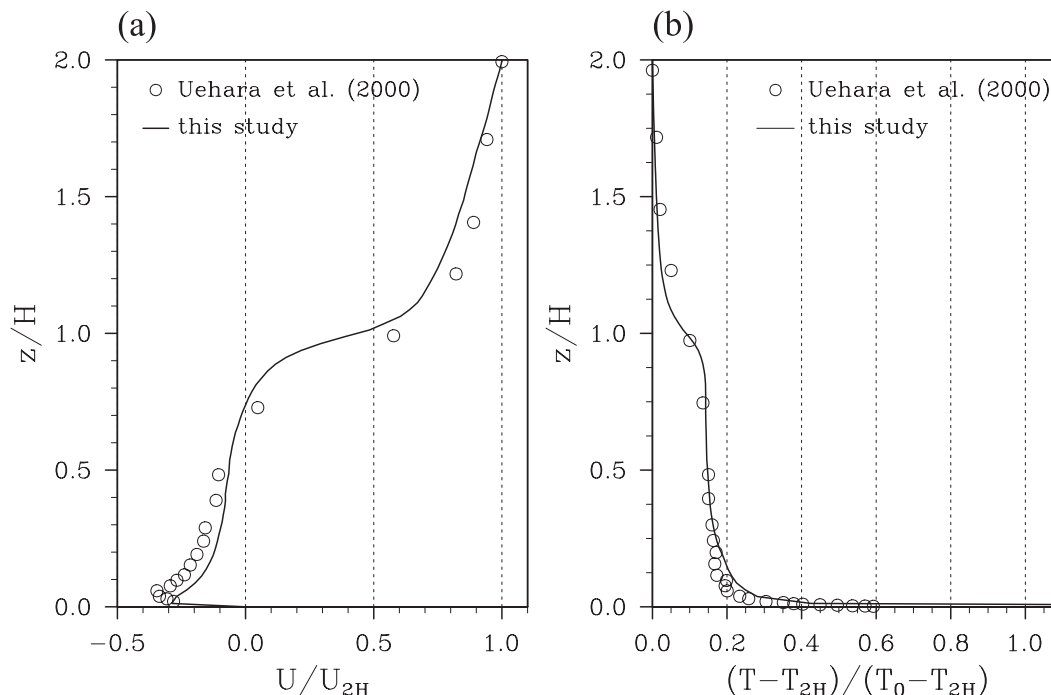 (a)
(b)
○ Uehara et al. (2000)
— this study
○ Uehara et al. (2000)
— this study
2.0
1.5
1.0
0.5
0.0
z/H
−0.5 0.0 0.5 1.0
U/U2H
2.0
1.5
1.0
0.5
0.0
z/H
0.0 0.2 0.4 0.6 0.8 1.0
(T−T2H)/(T0−T2H)